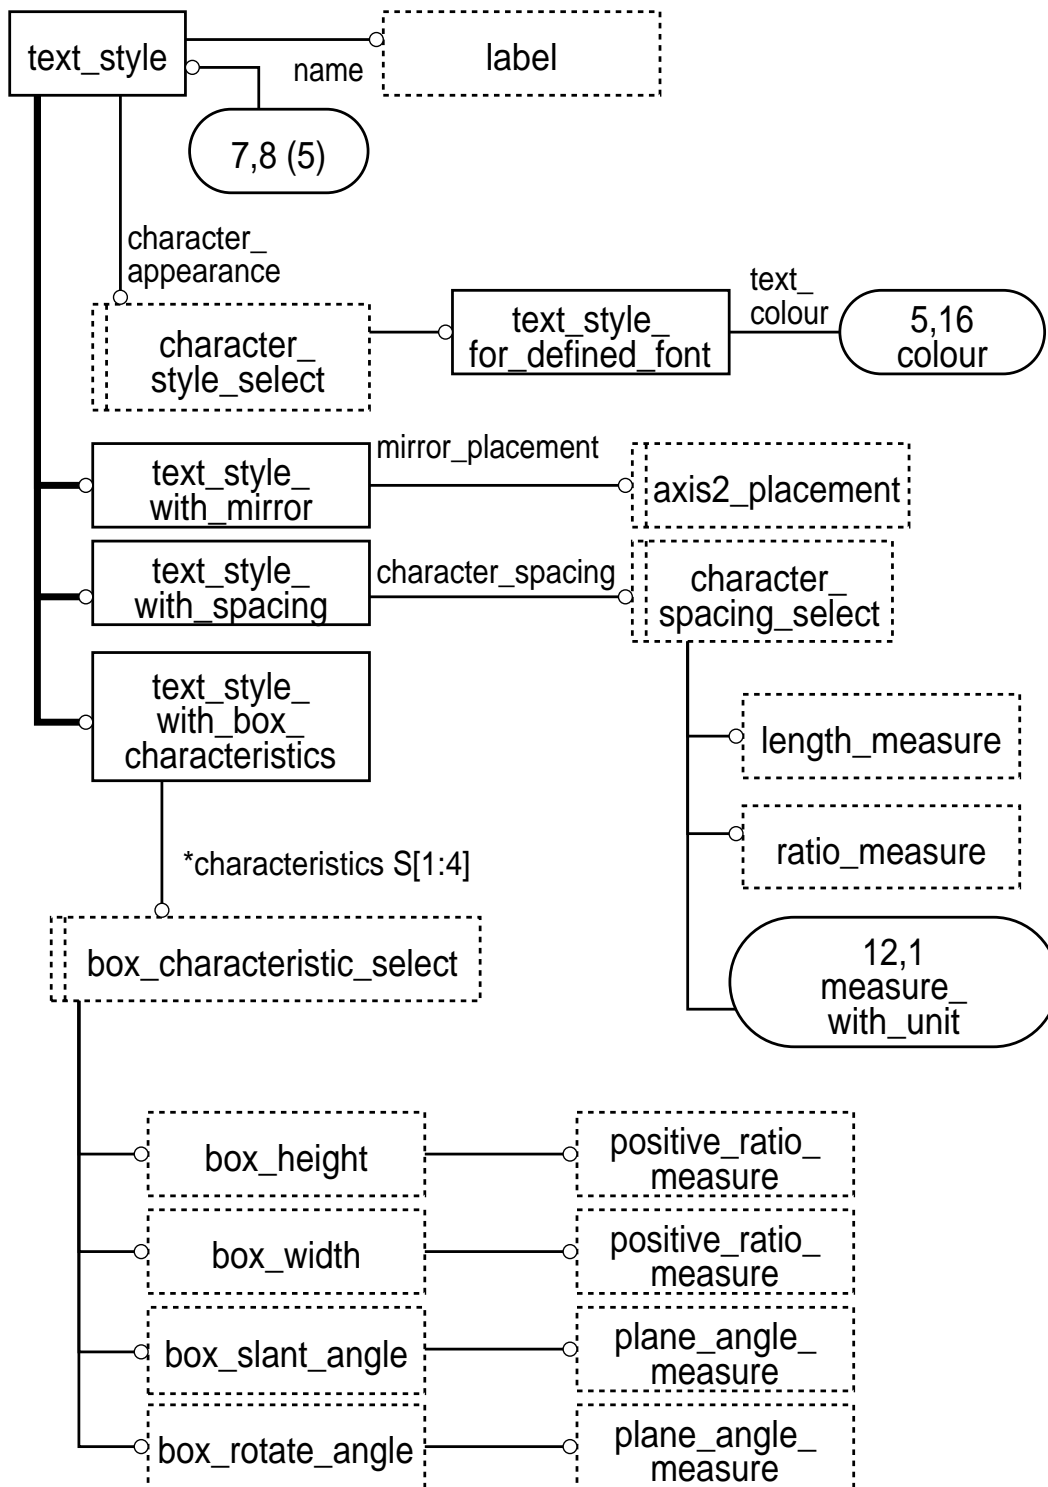 text_style
name
label
7,8 (5)
character_
appearance
character_
style_select
text_style_
for_defined_font
text_
colour
5,16
colour
text_style_
with_mirror
mirror_placement
axis2_placement
text_style_
with_spacing
character_spacing
character_
spacing_select
text_style_
with_box_
characteristics
length_measure
ratio_measure
*characteristics S[1:4]
box_characteristic_select
12,1
measure_
with_unit
box_height
positive_ratio_
measure
box_width
positive_ratio_
measure
box_slant_angle
plane_angle_
measure
box_rotate_angle
plane_angle_
measure